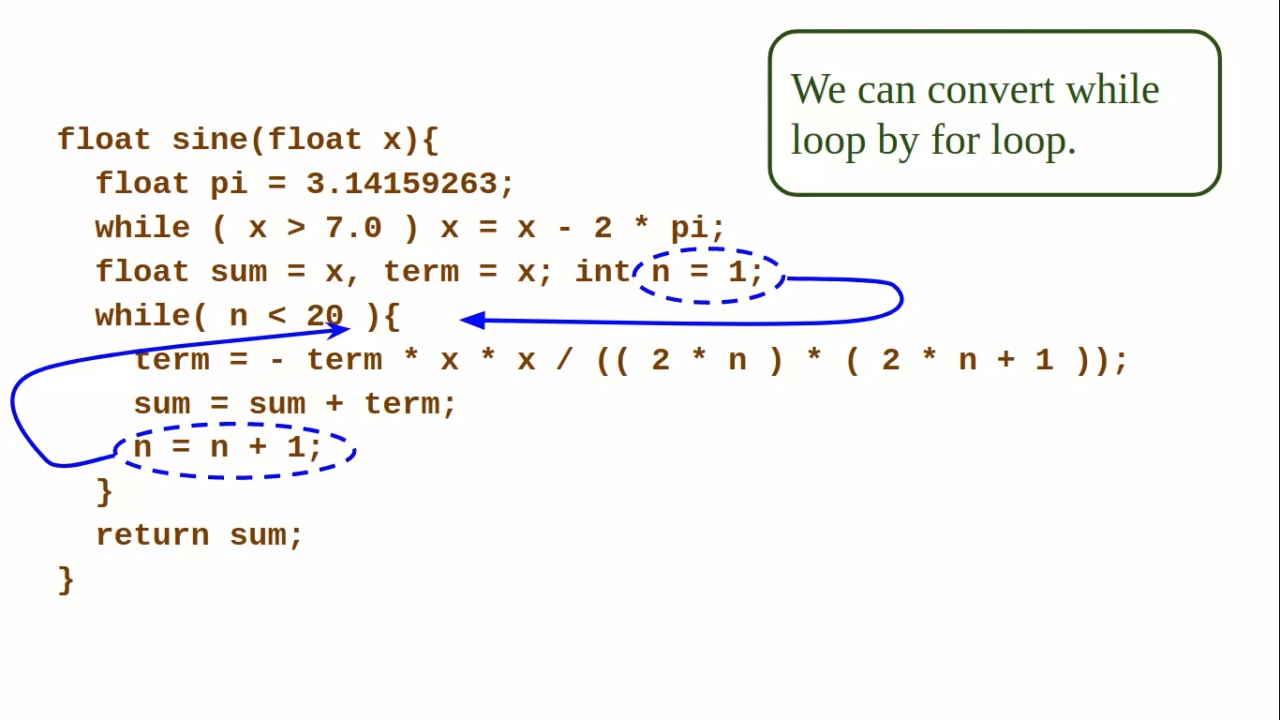 We can convert while
loop by for loop.
float sine(float x){
float pi = 3.14159263;
while ( x > 7.0 ) x = x - 2 * pi;
float sum = x, term = x; int n = 1;
while( n < 20 ){
term = - term * x * x / (( 2 * n ) * ( 2 * n + 1 ));
sum = sum + term;
n = n + 1;
}
return sum;
}